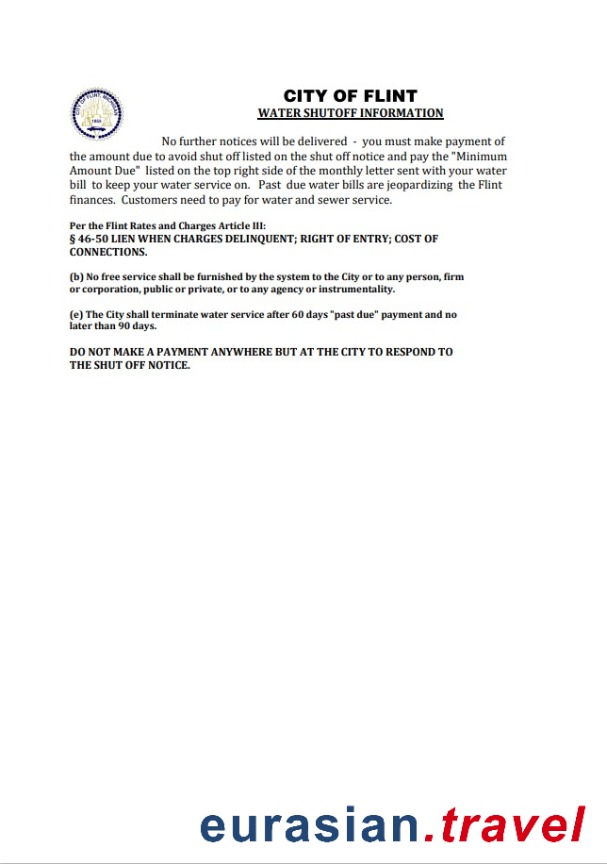 CITY OF FLINT
WATER SHUTOFF INFORMATION
No further notices will be delivered - you must make payment of
the amount due to avoid shut off listed on the shut off notice and pay the "Minimum
Amount Due" listed on the top right side of the monthly letter sent with your water
bill to keep your water service on. Past due water bills are jeopardizing the Flint
finances. Customers need to pay for water and sewer service.
Per the Flint Rates and Charges Article III:
§ 46-50 LIEN WHEN CHARGES DELINQUENT; RIGHT OF ENTRY; COST OF
CONNECTIONS.
(b) No free service shall be furnished by the system to the City or to any person, firm
or corporation, public or private, or to any agency or instrumentality.
(e) The City shall terminate water service after 60 days "past due" payment and no
later than 90 days.
DO NOT MAKE A PAYMENT ANYWHERE BUT AT THE CITY TO RESPOND TO
THE SHUT OFF NOTICE.
eurasian.travel